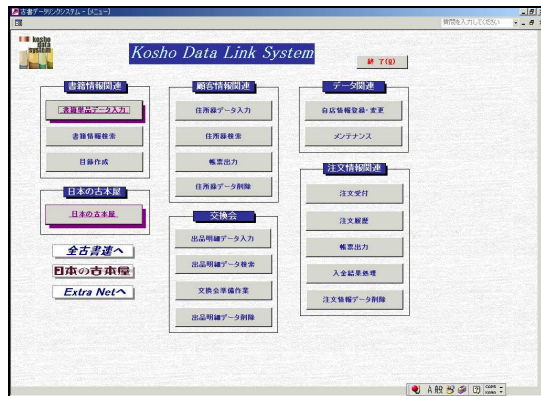 古書データリンクシステム - [メニュー]
質問を入力してください
kosho
data
system
Kosho Data Link System
終 了(Q)
書籍情報関連
書籍単品データ入力
書籍情報検索
目録作成
日本の古本屋
日本の古本屋
全古書連へ
日本の古本屋
Extra Netへ
顧客情報関連
住所録データ入力
住所録検索
帳票出力
住所録データ削除
交換会
出品明細データ入力
出品明細データ検索
交換会準備作業
出品明細データ削除
データ関連
自店情報登録・変更
メンテナンス
注文情報関連
注文受付
注文履歴
帳票出力
入金結果処理
注文情報データ削除
A 般
CAPS
KANA